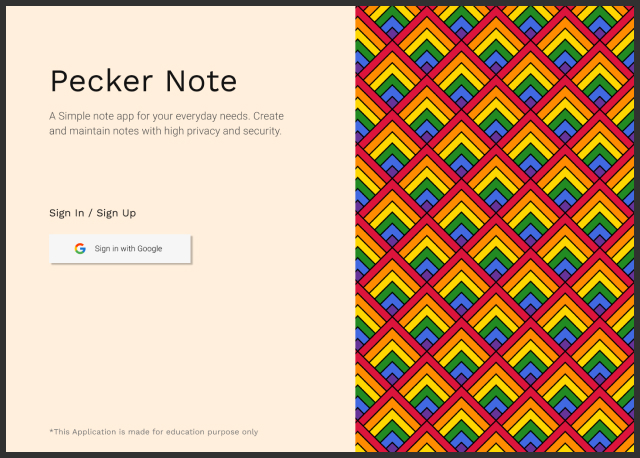 Pecker Note
A Simple note app for your everyday needs. Create
and maintain notes with high privacy and security.
Sign In / Sign Up
Sign in with Google
*This Application is made for education purpose only